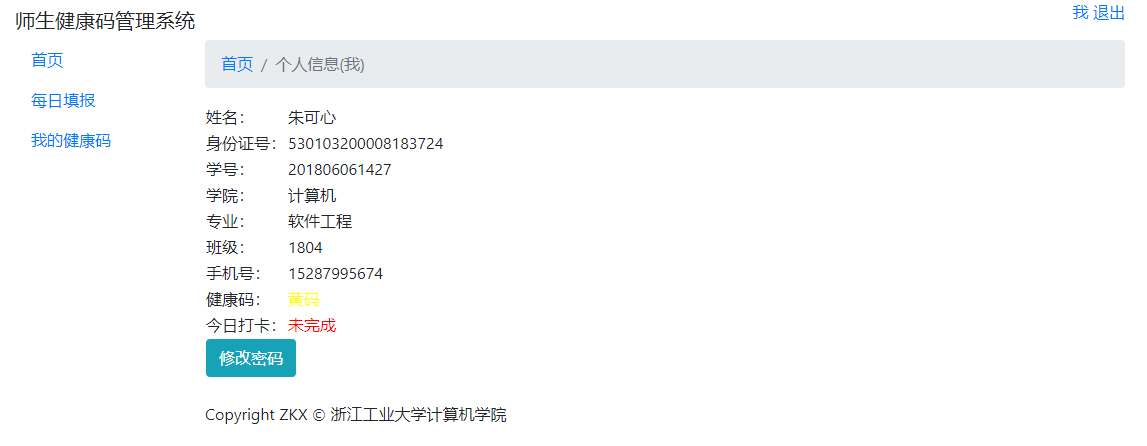 师生健康码管理系统
我 退出
首页
每日填报
我的健康码
首页 / 个人信息(我)
姓名： 朱可心
身份证号： 530103200008183724
学号： 201806061427
学院： 计算机
专业： 软件工程
班级： 1804
手机号： 15287995674
健康码： 黄码
今日打卡： 未完成
修改密码
Copyright ZKX © 浙江工业大学计算机学院